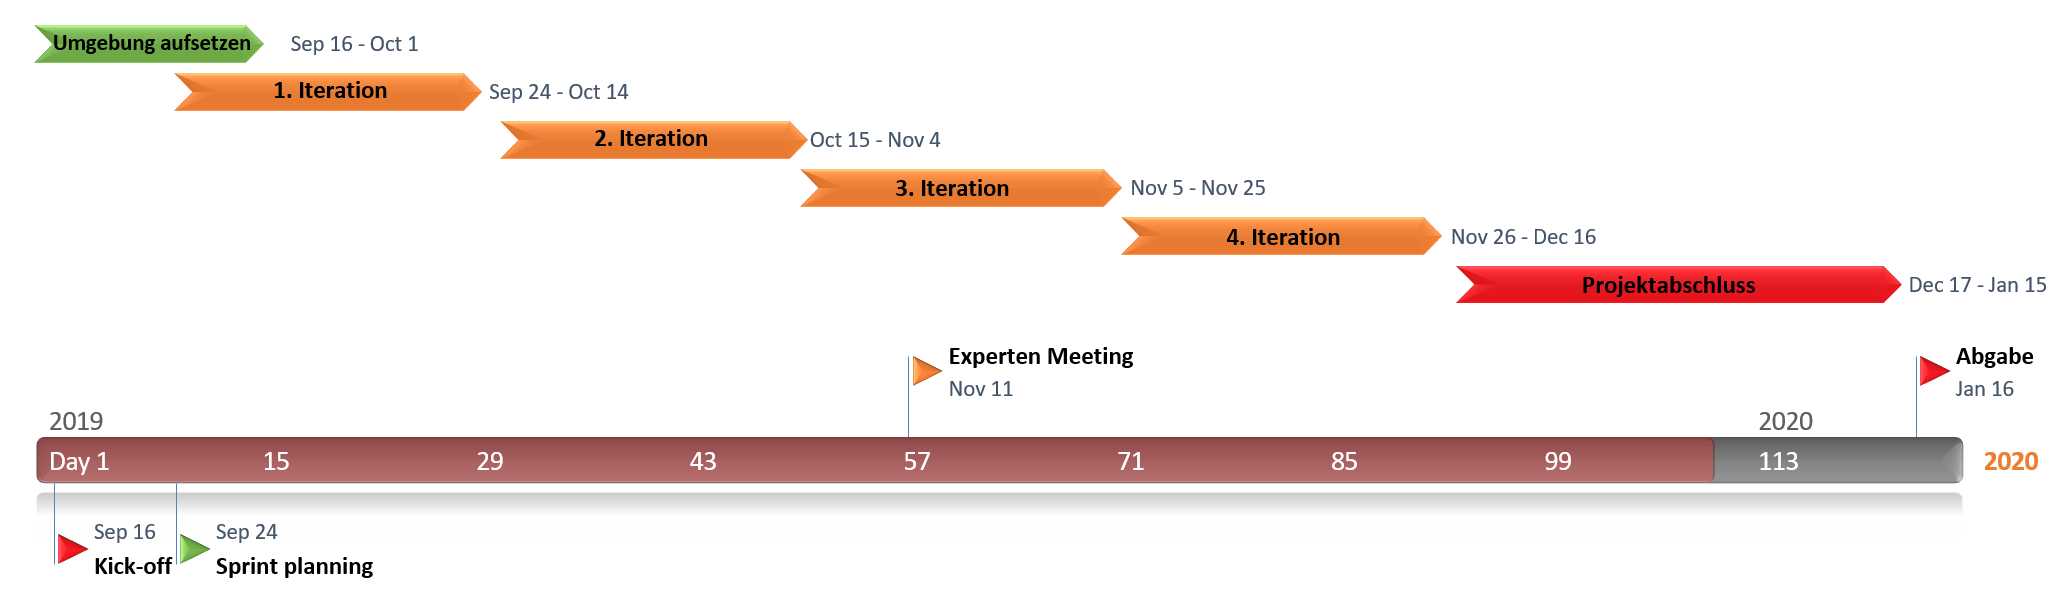 Umgebung aufsetzen Sep 16 - Oct 1
1. Iteration Sep 24 - Oct 14
2. Iteration Oct 15 - Nov 4
3. Iteration Nov 5 - Nov 25
4. Iteration Nov 26 - Dec 16
Projektabschluss Dec 17 - Jan 15
Experten Meeting
Nov 11
Abgabe
Jan 16
2019 2020
Day 1 15 29 43 57 71 85 99 113 2020
Sep 16
Kick-off
Sep 24
Sprint planning